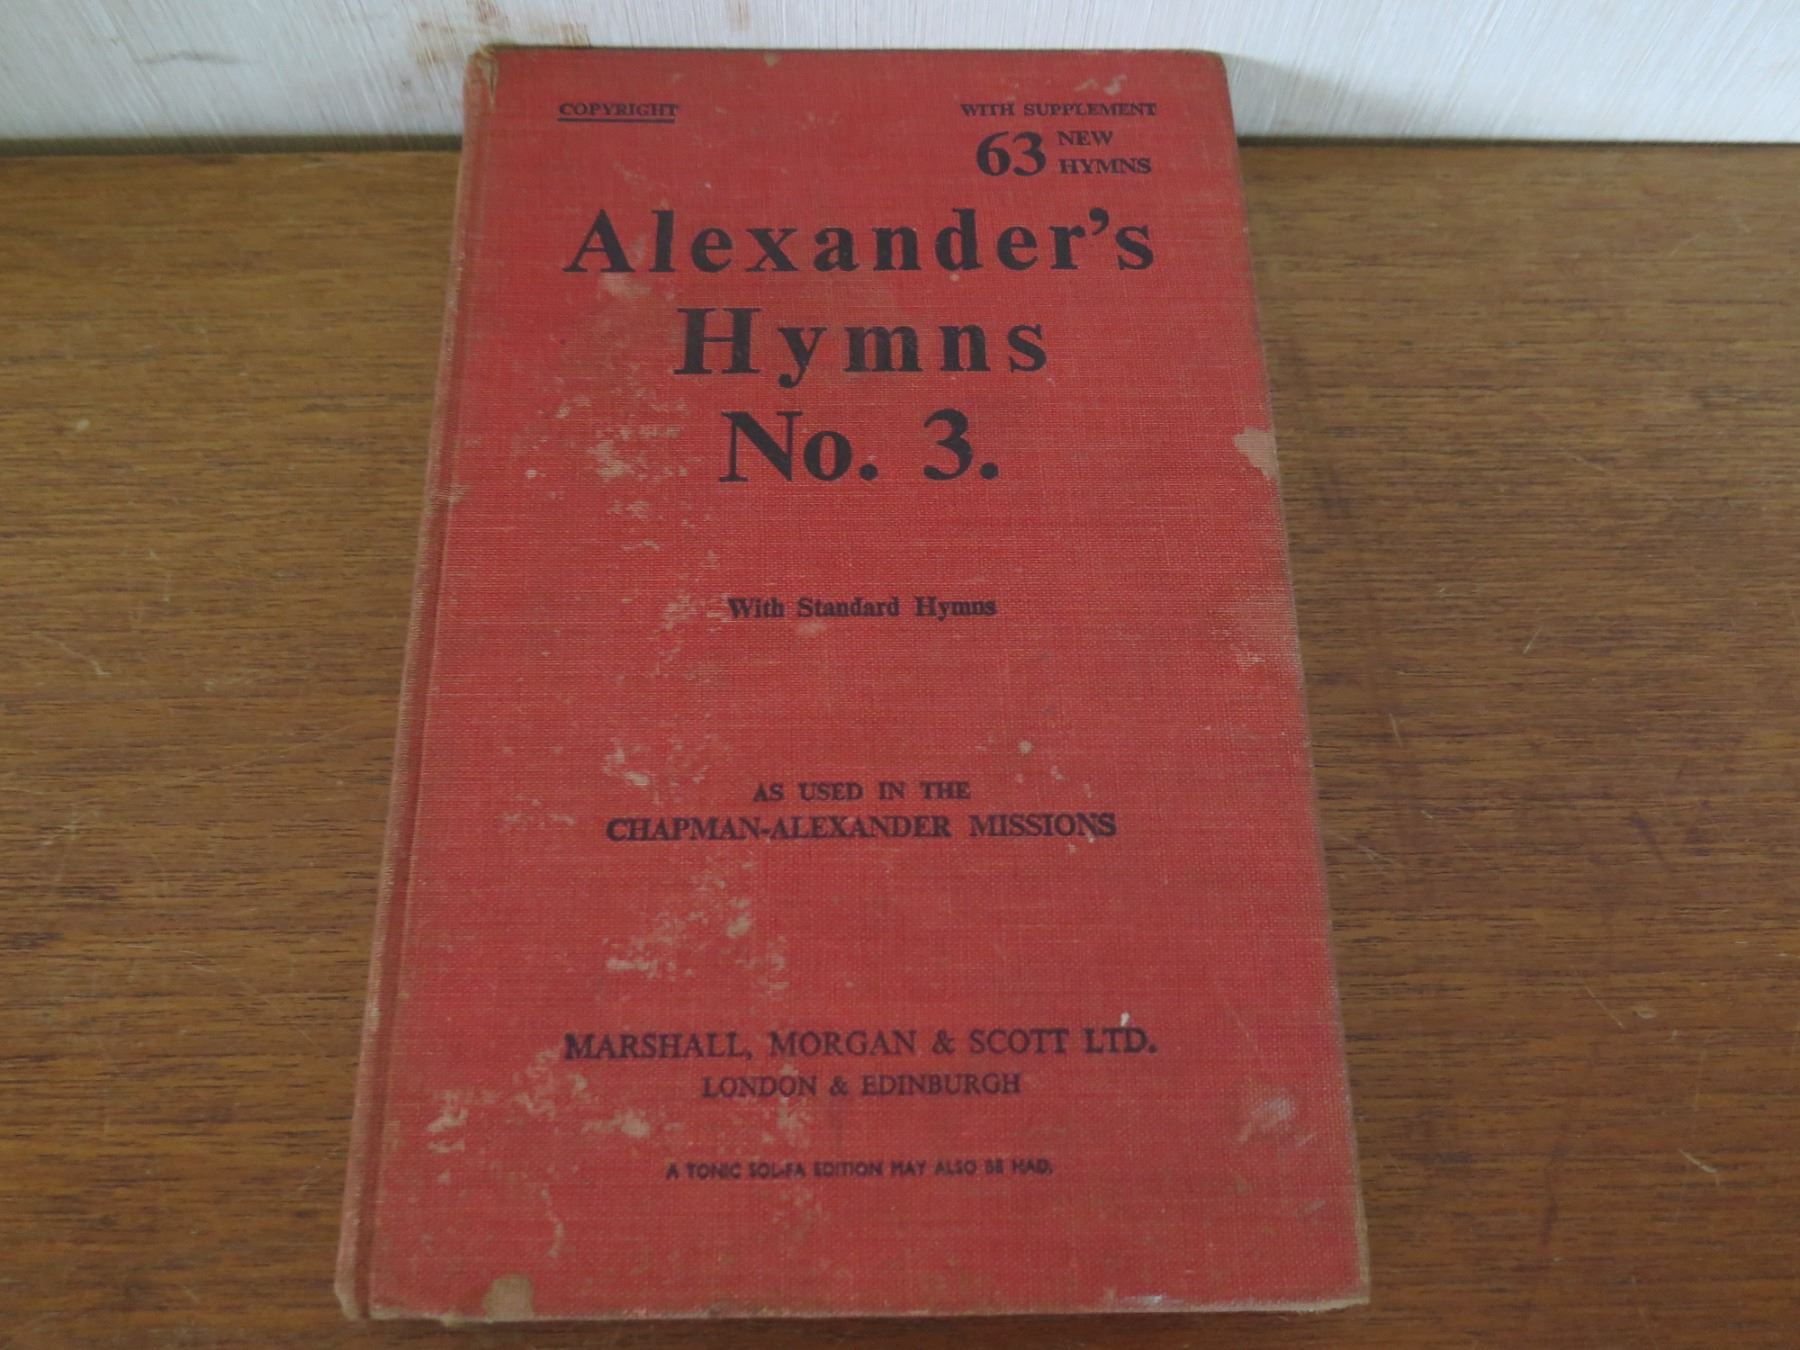 COPYRIGHT
WITH SUPPLEMENT
63 NEW
HYMNS
Alexander's
Hymns
No. 3.
With Standard Hymns
AS USED IN THE
CHAPMAN-ALEXANDER MISSIONS
MARSHALL, MORGAN & SCOTT LTD.
LONDON & EDINBURGH
A TONIC SOL-FA EDITION MAY ALSO BE HAD.